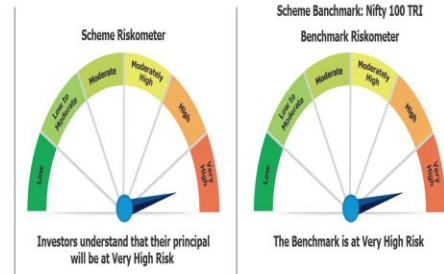 Scheme Riskometer
Low
Low to
Moderate
Moderate
Moderately
High
High
Very
High
Investors understand that their principal
will be at Very High Risk
Scheme Banchmark: Nifty 100 TRI
Benchmark Riskometer
Low
Low to
Moderate
Moderate
Moderately
High
High
Very
High
The Benchmark is at Very High Risk